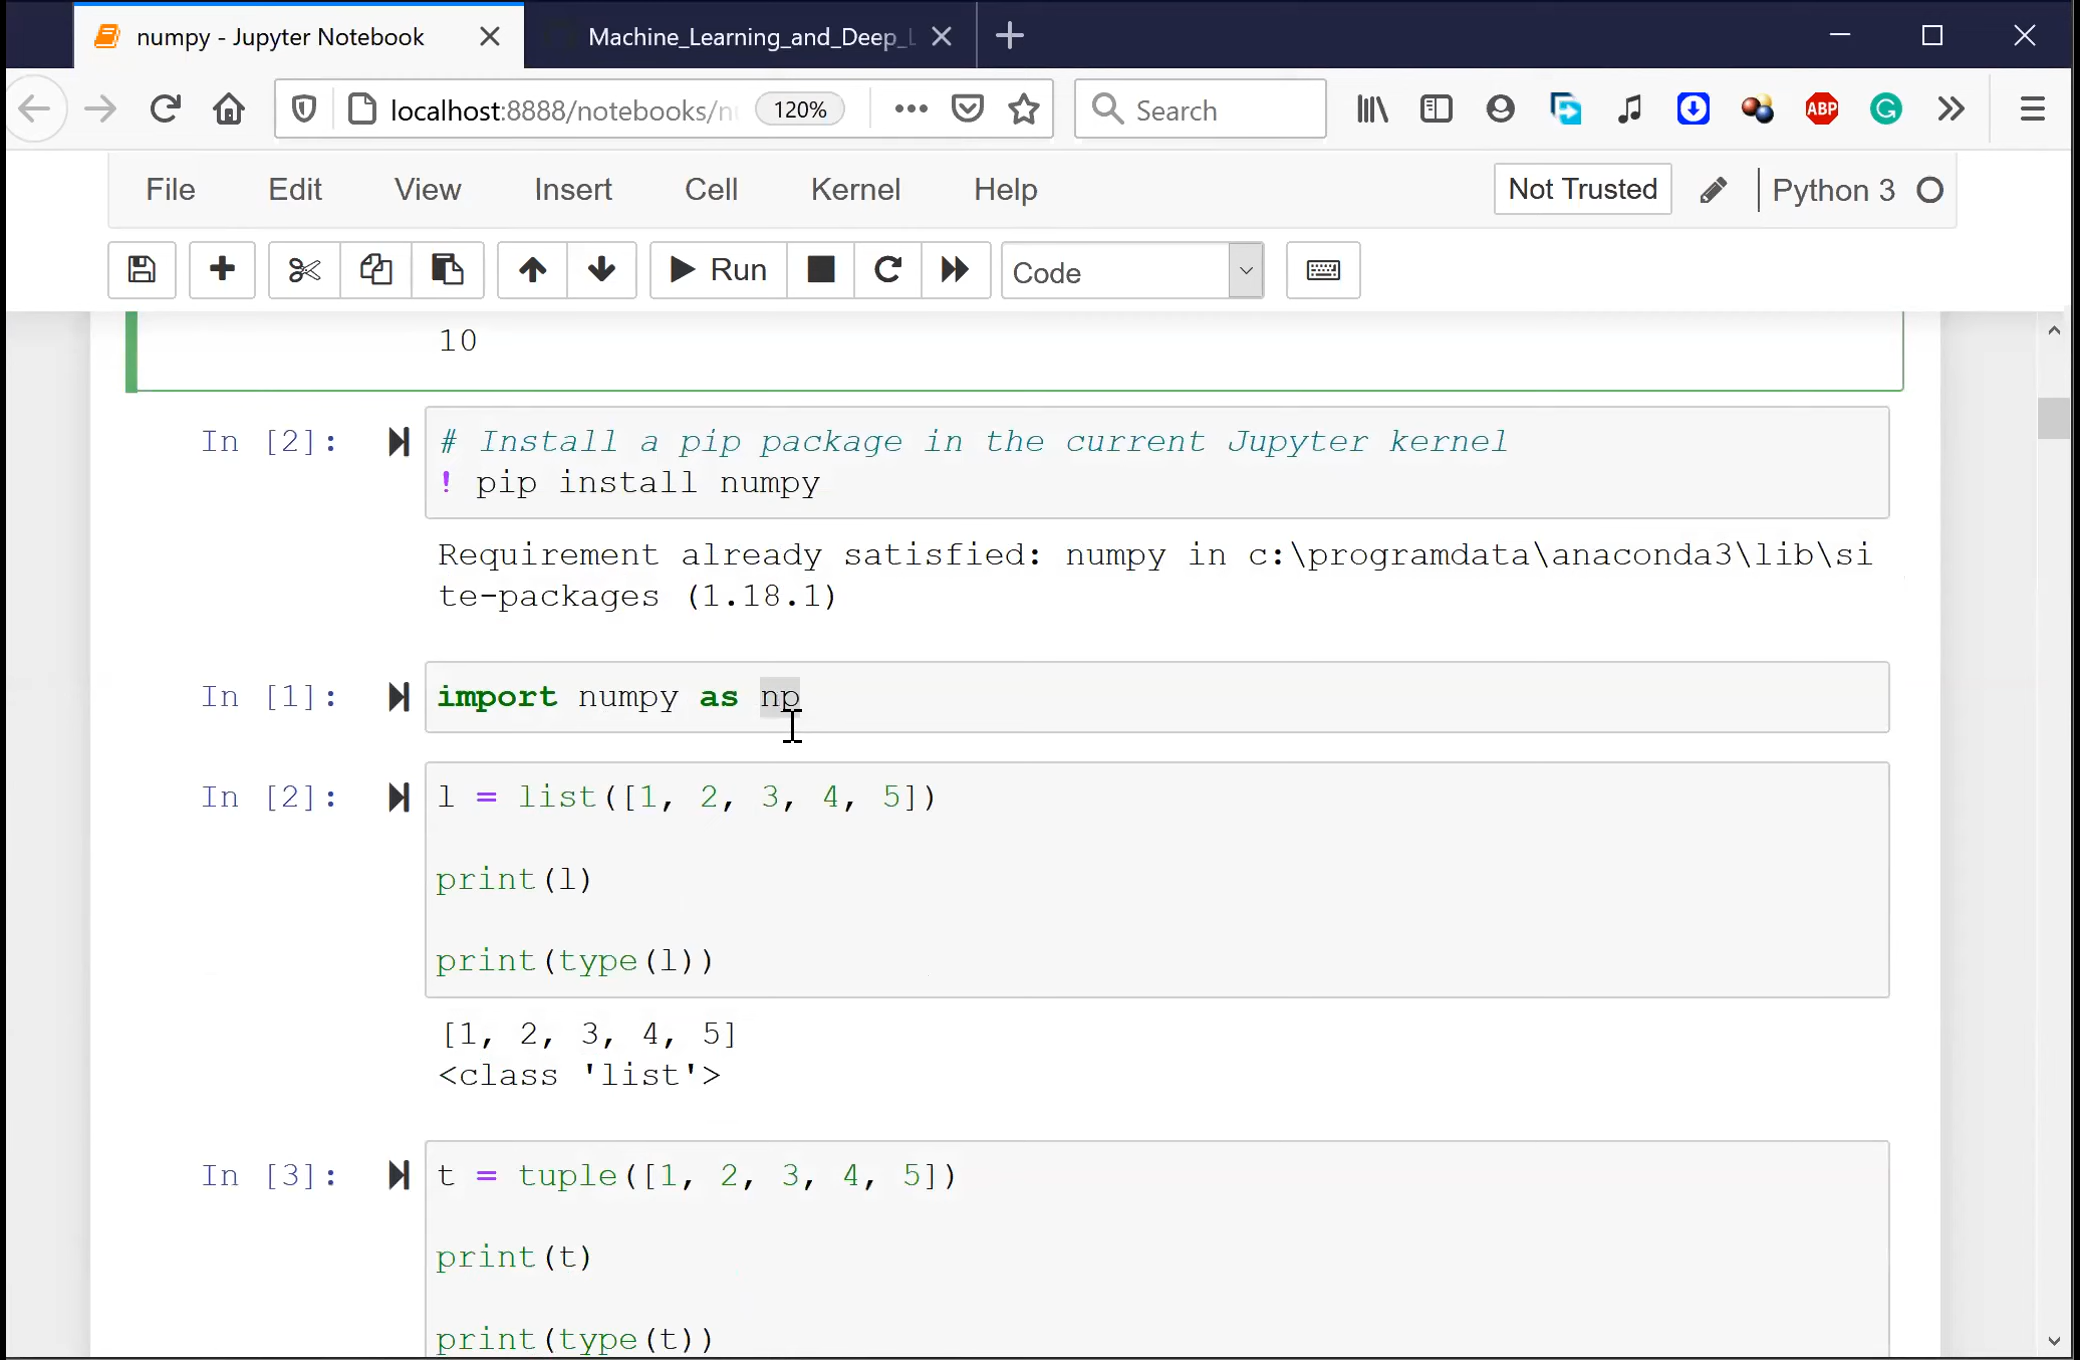 numpy - Jupyter Notebook
Machine_Learning_and_Deep_L
localhost:8888/notebooks/n
120%
Search
ABP
File Edit View Insert Cell Kernel Help
Not Trusted
Python 3
Run
Code
10
In [2]:
# Install a pip package in the current Jupyter kernel
! pip install numpy
Requirement already satisfied: numpy in c:\programdata\anaconda3\lib\si
te-packages (1.18.1)
In [1]:
import numpy as np
In [2]:
l = list([1, 2, 3, 4, 5])
print(l)
print(type(l))
[1, 2, 3, 4, 5]
<class 'list'>
In [3]:
t = tuple([1, 2, 3, 4, 5])
print(t)
print(type(t))